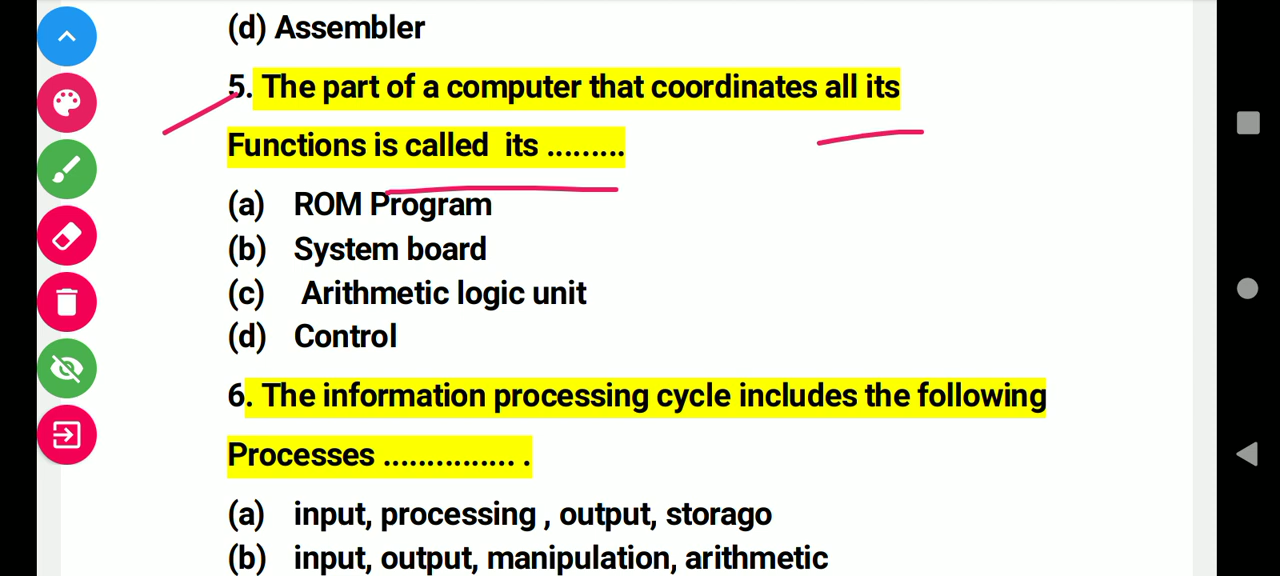 (d) Assembler
5. The part of a computer that coordinates all its
Functions is called its .........
(a) ROM Program
(b) System board
(c) Arithmetic logic unit
(d) Control
6. The information processing cycle includes the following
Processes ............... .
(a) input, processing , output, storago
(b) input, output, manipulation, arithmetic